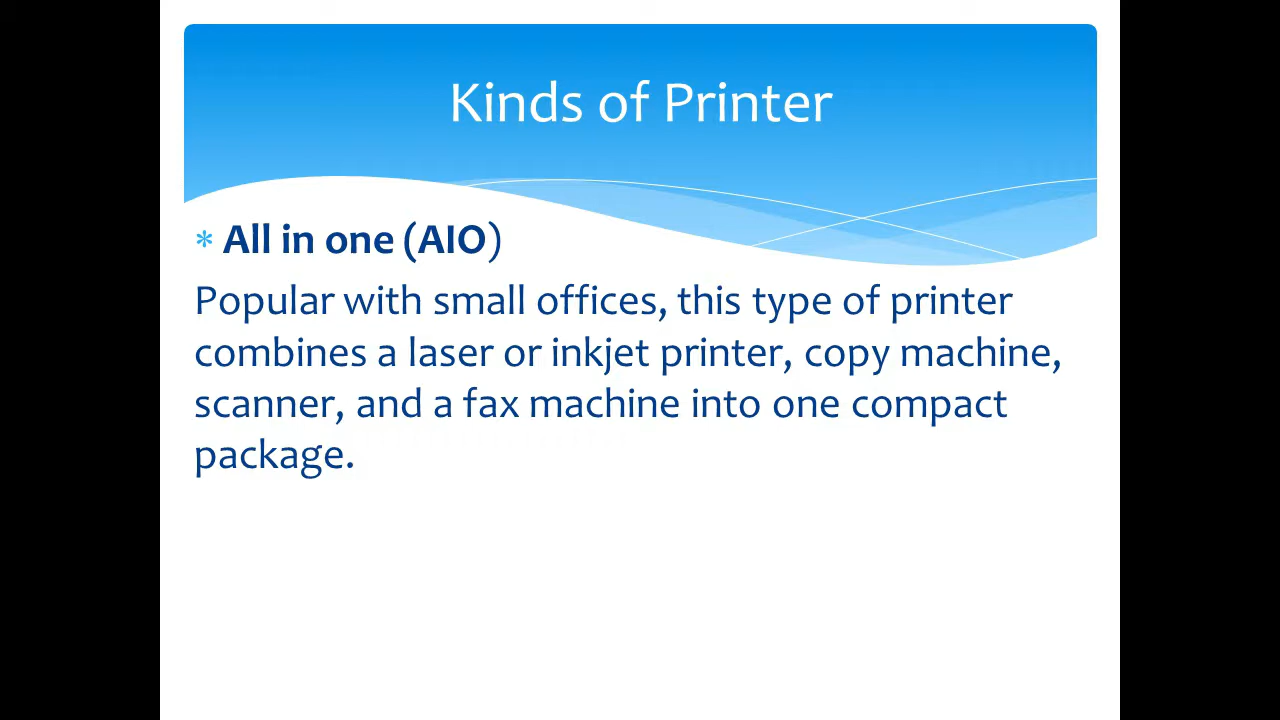 Kinds of Printer
* All in one (AIO)
Popular with small offices, this type of printer
combines a laser or inkjet printer, copy machine,
scanner, and a fax machine into one compact
package.